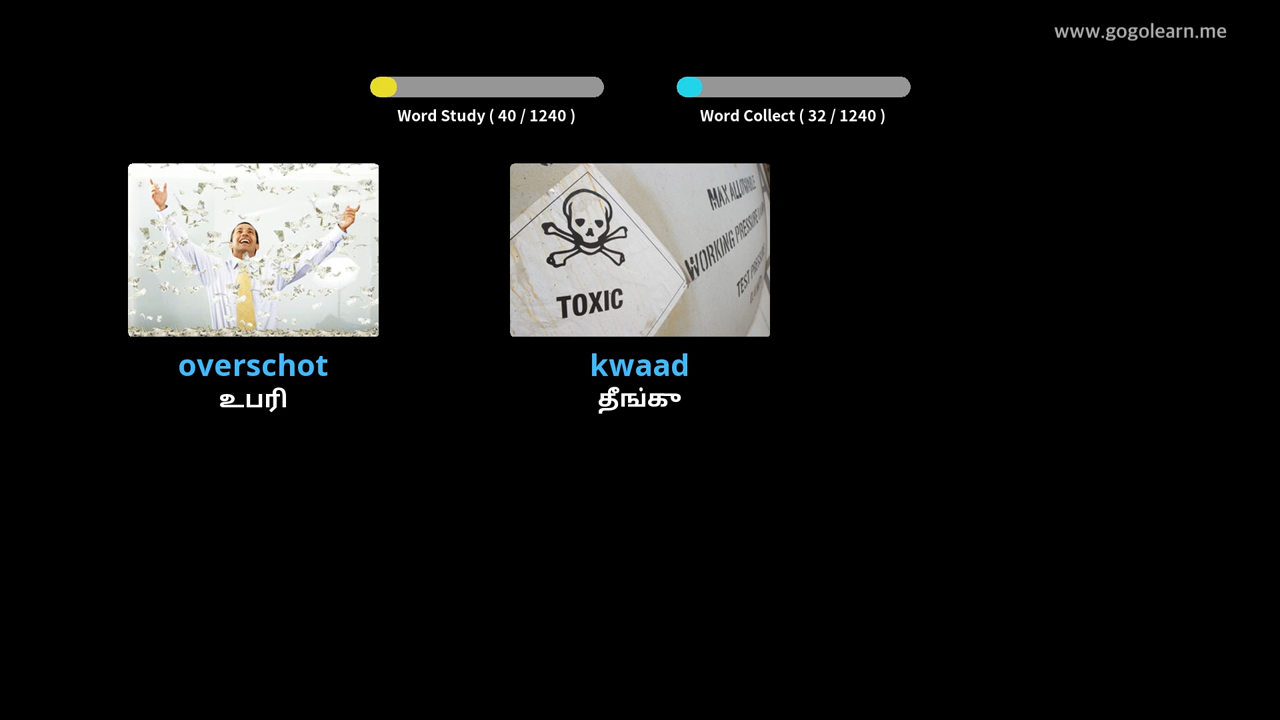 www.gogolearn.me
Word Study ( 40 / 1240 )
Word Collect ( 32 / 1240 )
TOXIC
MAX ALLOWABLE
WORKING PRESSURE
TEST
overschot
kwaad
உபரி
தீங்கு